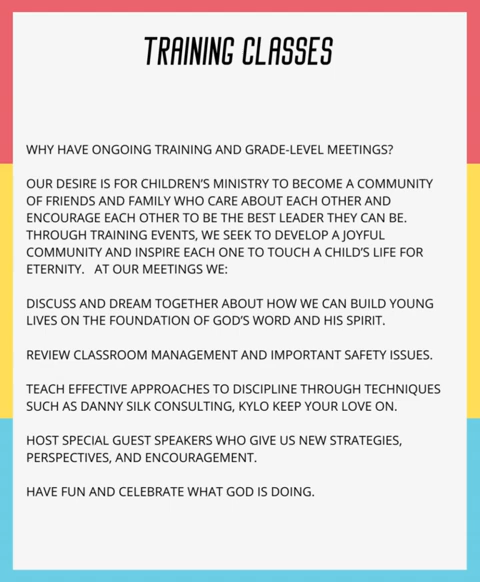 TRAINING CLASSES
WHY HAVE ONGOING TRAINING AND GRADE-LEVEL MEETINGS?
OUR DESIRE IS FOR CHILDREN'S MINISTRY TO BECOME A COMMUNITY
OF FRIENDS AND FAMILY WHO CARE ABOUT EACH OTHER AND
ENCOURAGE EACH OTHER TO BE THE BEST LEADER THEY CAN BE.
THROUGH TRAINING EVENTS, WE SEEK TO DEVELOP A JOYFUL
COMMUNITY AND INSPIRE EACH ONE TO TOUCH A CHILD'S LIFE FOR
ETERNITY.   AT OUR MEETINGS WE:
DISCUSS AND DREAM TOGETHER ABOUT HOW WE CAN BUILD YOUNG
LIVES ON THE FOUNDATION OF GOD'S WORD AND HIS SPIRIT.
REVIEW CLASSROOM MANAGEMENT AND IMPORTANT SAFETY ISSUES.
TEACH EFFECTIVE APPROACHES TO DISCIPLINE THROUGH TECHNIQUES
SUCH AS DANNY SILK CONSULTING, KYLO KEEP YOUR LOVE ON.
HOST SPECIAL GUEST SPEAKERS WHO GIVE US NEW STRATEGIES,
PERSPECTIVES, AND ENCOURAGEMENT.
HAVE FUN AND CELEBRATE WHAT GOD IS DOING.